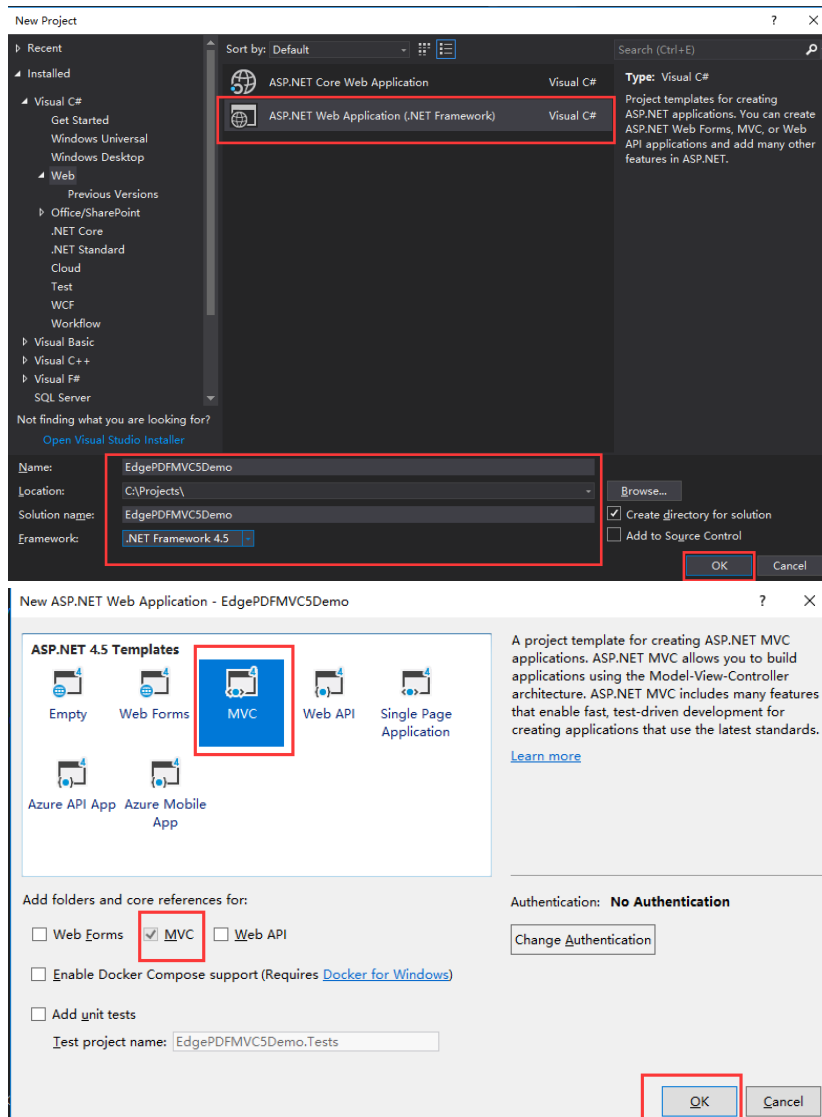 New Project
Recent
Sort by: Default
Search (Ctrl+E)
Installed
Visual C#
Get Started
Windows Universal
Windows Desktop
Web
Previous Versions
Office/SharePoint
.NET Core
.NET Standard
Cloud
Test
WCF
Workflow
Visual Basic
Visual C++
Visual F#
SQL Server
Not finding what you are looking for?
Open Visual Studio Installer
ASP.NET Core Web Application Visual C#
ASP.NET Web Application (.NET Framework) Visual C#
Type: Visual C#
Project templates for creating
ASP.NET applications. You can create
ASP.NET Web Forms, MVC, or Web
API applications and add many other
features in ASP.NET.
Name: EdgePDFMVC5Demo
Location: C:\Projects\
Browse...
Solution name: EdgePDFMVC5Demo
Create directory for solution
Framework: .NET Framework 4.5
Add to Source Control
OK Cancel
New ASP.NET Web Application - EdgePDFMVC5Demo
ASP.NET 4.5 Templates
Empty Web Forms MVC Web API Single Page
Application
Azure API App Azure Mobile
App
A project template for creating ASP.NET MVC
applications. ASP.NET MVC allows you to build
applications using the Model-View-Controller
architecture. ASP.NET MVC includes many features
that enable fast, test-driven development for
creating applications that use the latest standards.
Learn more
Add folders and core references for:
Web Forms MVC Web API
Enable Docker Compose support (Requires Docker for Windows)
Add unit tests
Test project name: EdgePDFMVC5Demo.Tests
Authentication: No Authentication
Change Authentication
OK Cancel